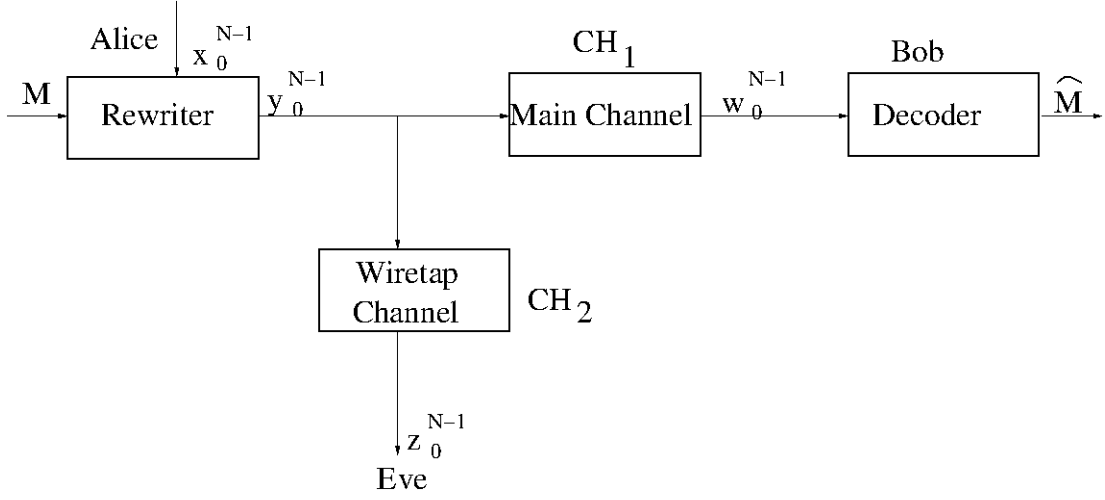 Alice
x_0^{N-1}
CH_1
Bob
M
Rewriter
y_0^{N-1}
Main Channel
w_0^{N-1}
Decoder
\widehat{M}
Wiretap
Channel
CH_2
z_0^{N-1}
Eve